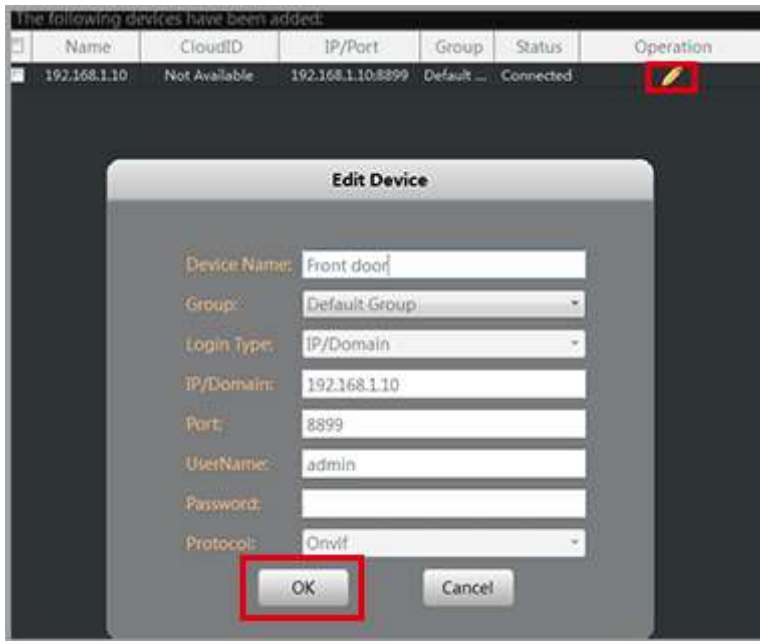 The following devices have been added:
Name CloudID IP/Port Group Status Operation
192.168.1.10 Not Available 192.168.1.10:8899 Default ... Connected
Edit Device
Device Name: Front door
Group: Default Group
Login Type: IP/Domain
IP/Domain: 192.168.1.10
Port: 8899
UserName: admin
Password:
Protocol: Onvif
OK Cancel